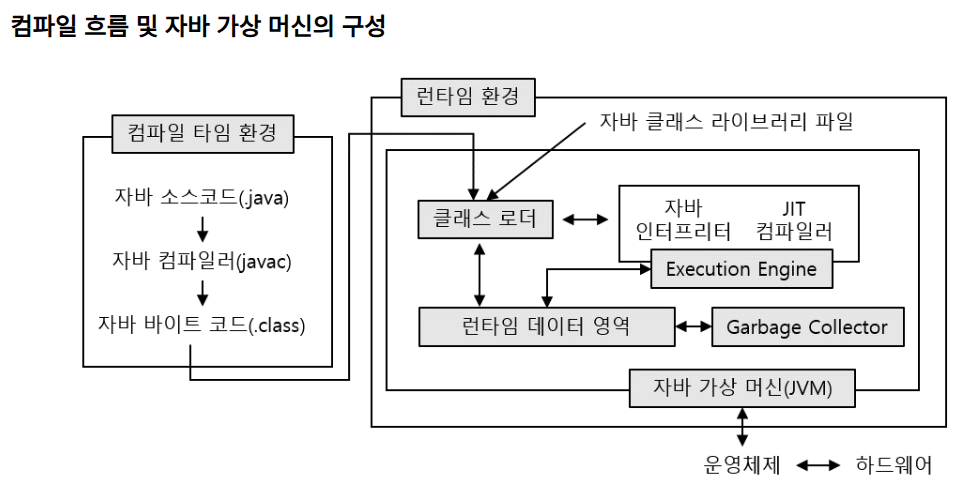 컴파일 흐름 및 자바 가상 머신의 구성
런타임 환경
컴파일 타임 환경
자바 클래스 라이브러리 파일
자바 소스코드(.java)
자바 컴파일러(javac)
자바 바이트 코드(.class)
클래스 로더
자바
인터프리터
JIT
컴파일러
Execution Engine
런타임 데이터 영역
Garbage Collector
자바 가상 머신(JVM)
운영체제
하드웨어